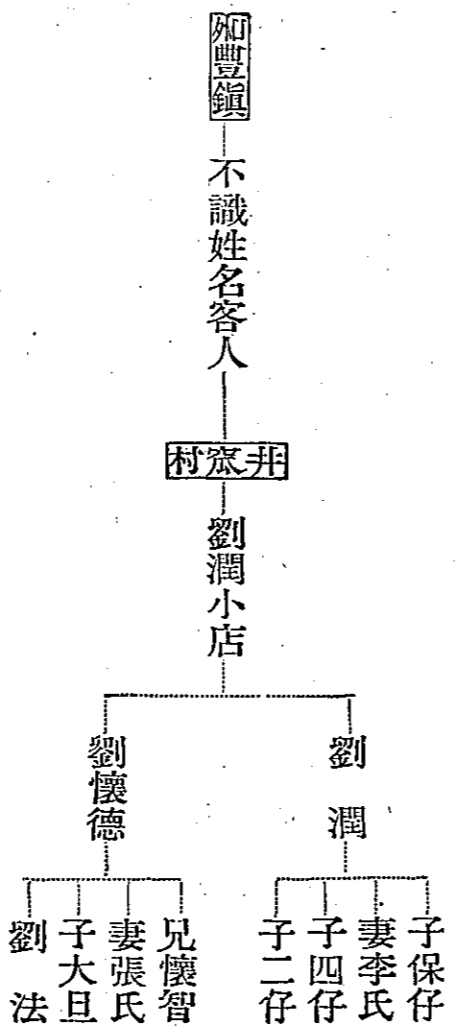 豐鎮
不識姓名客人
井窊村
劉潤小店
劉潤
劉懷德
子保仔
妻李氏
子四仔
子二仔
兄懷智
妻張氏
子大旦
劉法